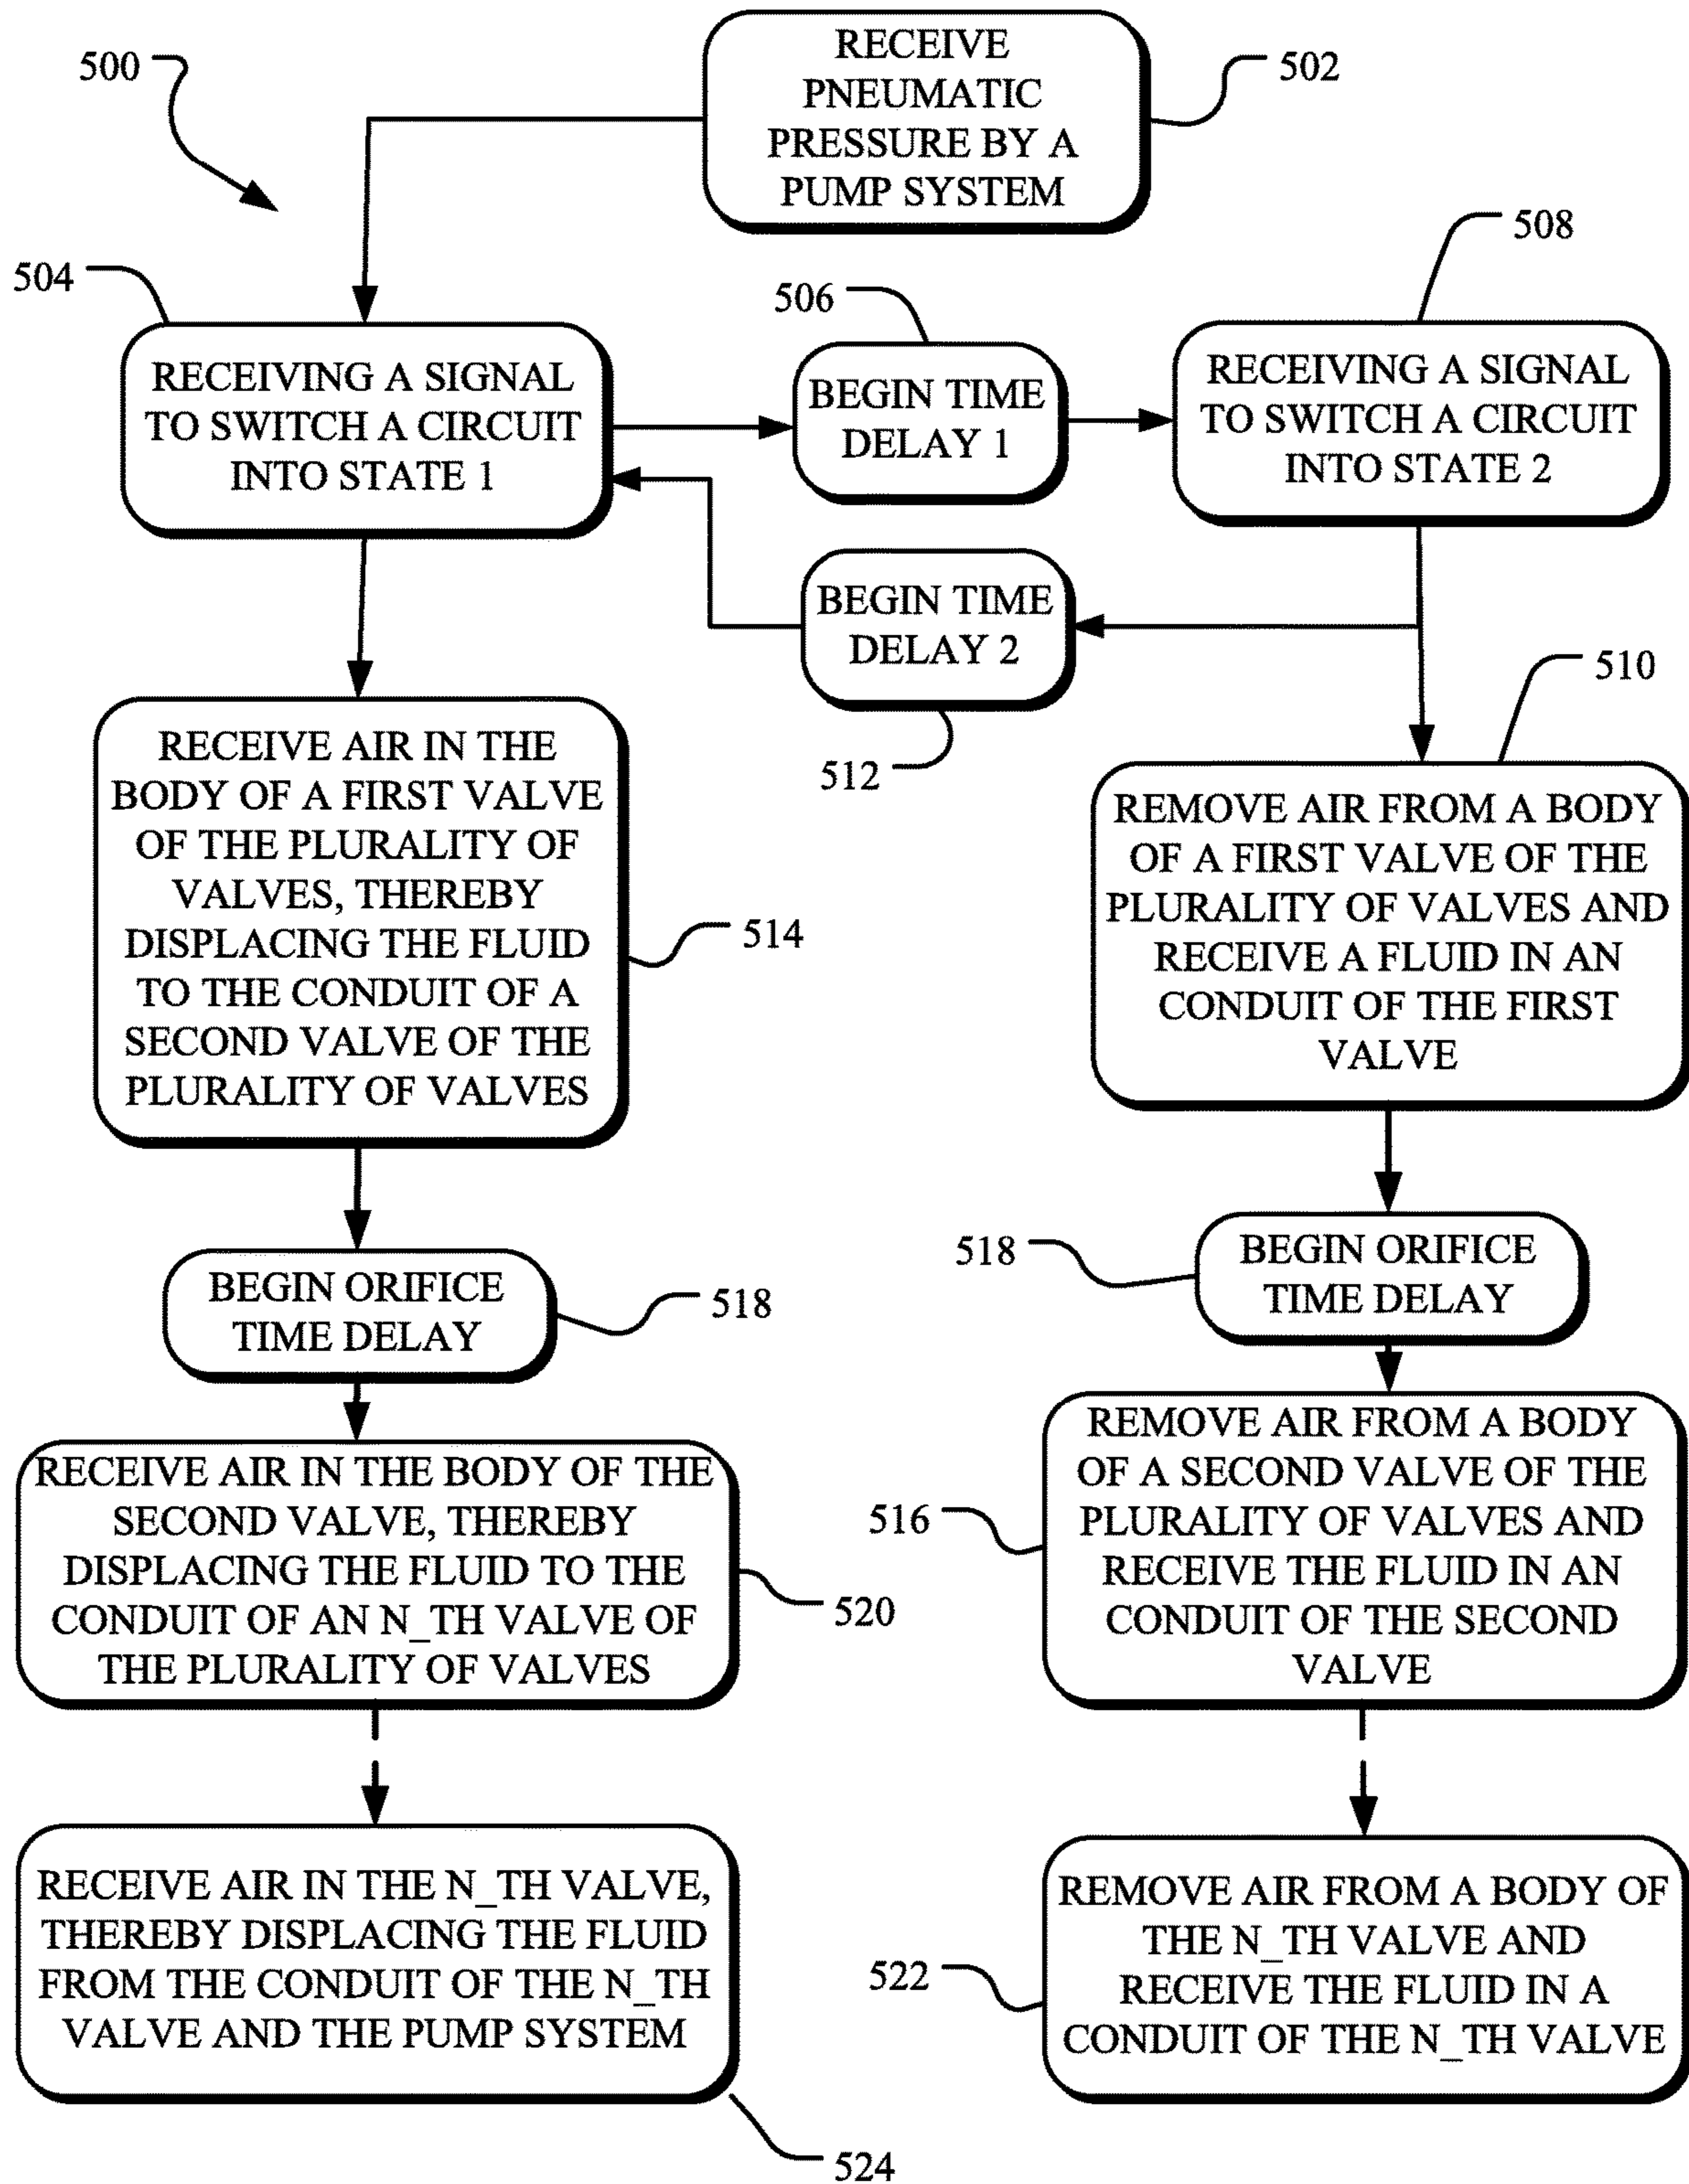 500
RECEIVE
PNEUMATIC
PRESSURE BY A
PUMP SYSTEM
502
504
RECEIVING A SIGNAL
TO SWITCH A CIRCUIT
INTO STATE 1
506
BEGIN TIME
DELAY 1
508
RECEIVING A SIGNAL
TO SWITCH A CIRCUIT
INTO STATE 2
BEGIN TIME
DELAY 2
512
510
RECEIVE AIR IN THE
BODY OF A FIRST VALVE
OF THE PLURALITY OF
VALVES, THEREBY
DISPLACING THE FLUID
TO THE CONDUIT OF A
SECOND VALVE OF THE
PLURALITY OF VALVES
514
REMOVE AIR FROM A BODY
OF A FIRST VALVE OF THE
PLURALITY OF VALVES AND
RECEIVE A FLUID IN AN
CONDUIT OF THE FIRST
VALVE
BEGIN ORIFICE
TIME DELAY
518
518
BEGIN ORIFICE
TIME DELAY
RECEIVE AIR IN THE BODY OF THE
SECOND VALVE, THEREBY
DISPLACING THE FLUID TO THE
CONDUIT OF AN N_TH VALVE OF
THE PLURALITY OF VALVES
520
516
REMOVE AIR FROM A BODY
OF A SECOND VALVE OF THE
PLURALITY OF VALVES AND
RECEIVE THE FLUID IN AN
CONDUIT OF THE SECOND
VALVE
RECEIVE AIR IN THE N_TH VALVE,
THEREBY DISPLACING THE FLUID
FROM THE CONDUIT OF THE N_TH
VALVE AND THE PUMP SYSTEM
524
522
REMOVE AIR FROM A BODY OF
THE N_TH VALVE AND
RECEIVE THE FLUID IN A
CONDUIT OF THE N_TH VALVE